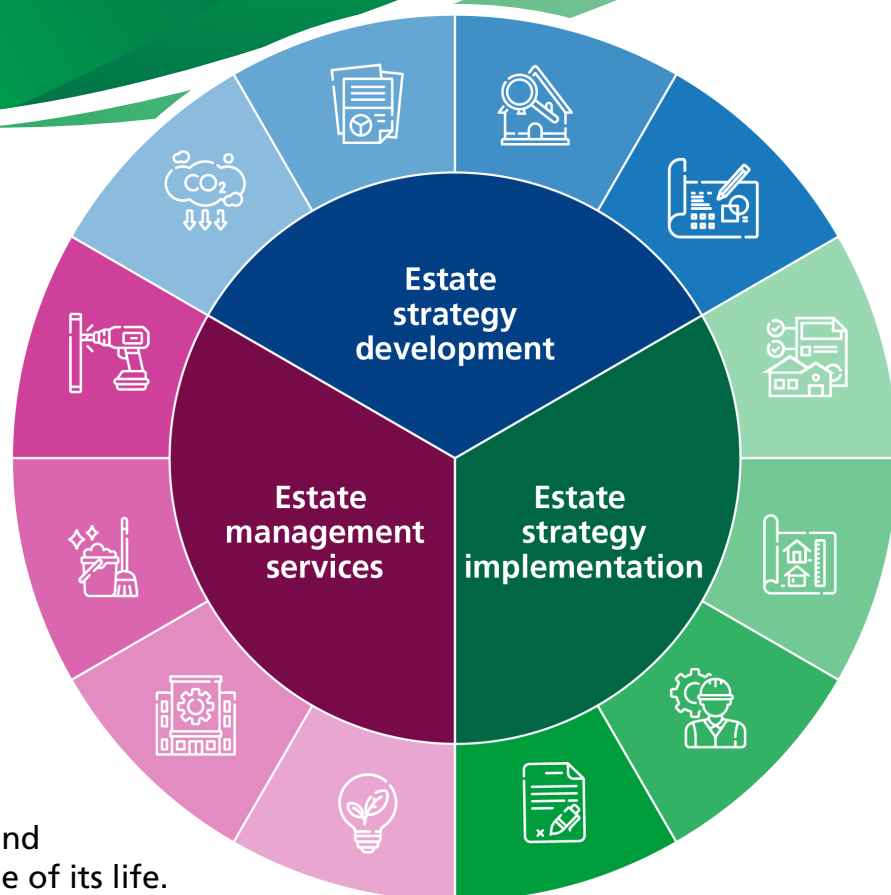 CO₂
Estate
strategy
development
Estate
management
services
Estate
strategy
implementation
nd
e of its life.